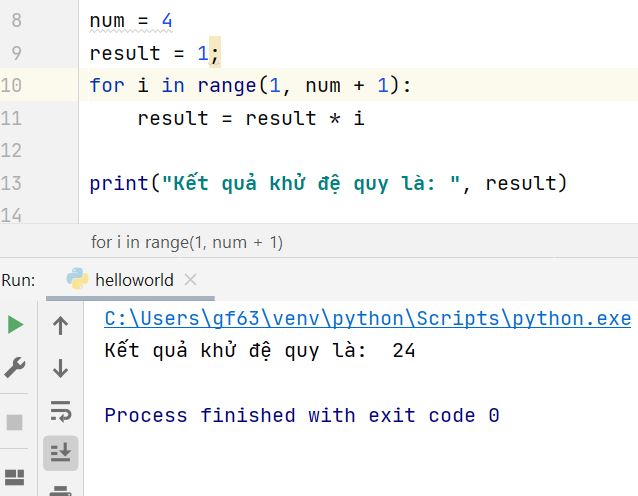 8 num = 4
9 result = 1;
10 for i in range(1, num + 1):
11     result = result * i
12
13 print("Kết quả khử đệ quy là: ", result)
14
for i in range(1, num + 1)
Run: helloworld
C:\Users\gf63\venv\python\Scripts\python.exe
Kết quả khử đệ quy là:  24
Process finished with exit code 0